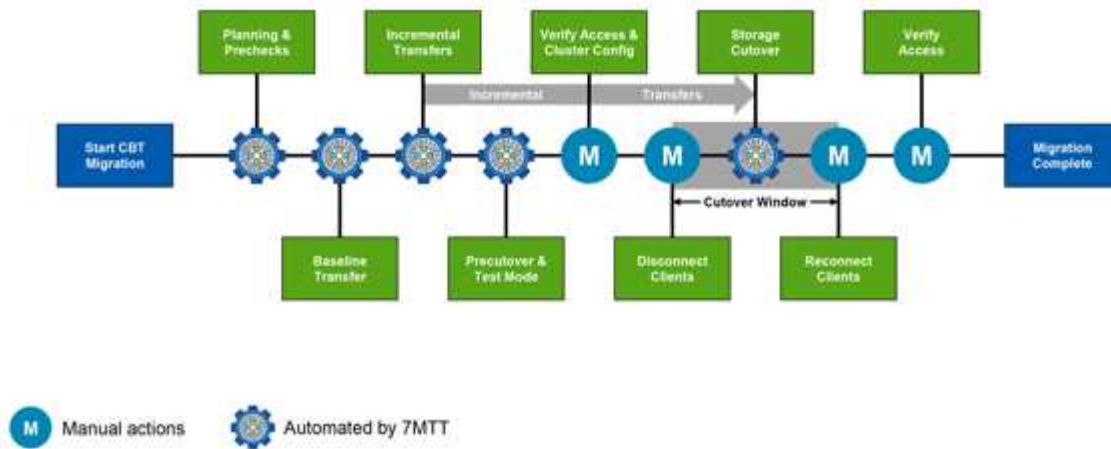 Planning &
Prechecks
Incremental
Transfers
Verify Access &
Cluster Config
Storage
Cutover
Verify
Access
Incremental
Transfers
Start CBT
Migration
M
M
M
M
Migration
Complete
Cutover Window
Baseline
Transfer
Precutover &
Test Mode
Disconnect
Clients
Reconnect
Clients
M Manual actions
Automated by 7MTT